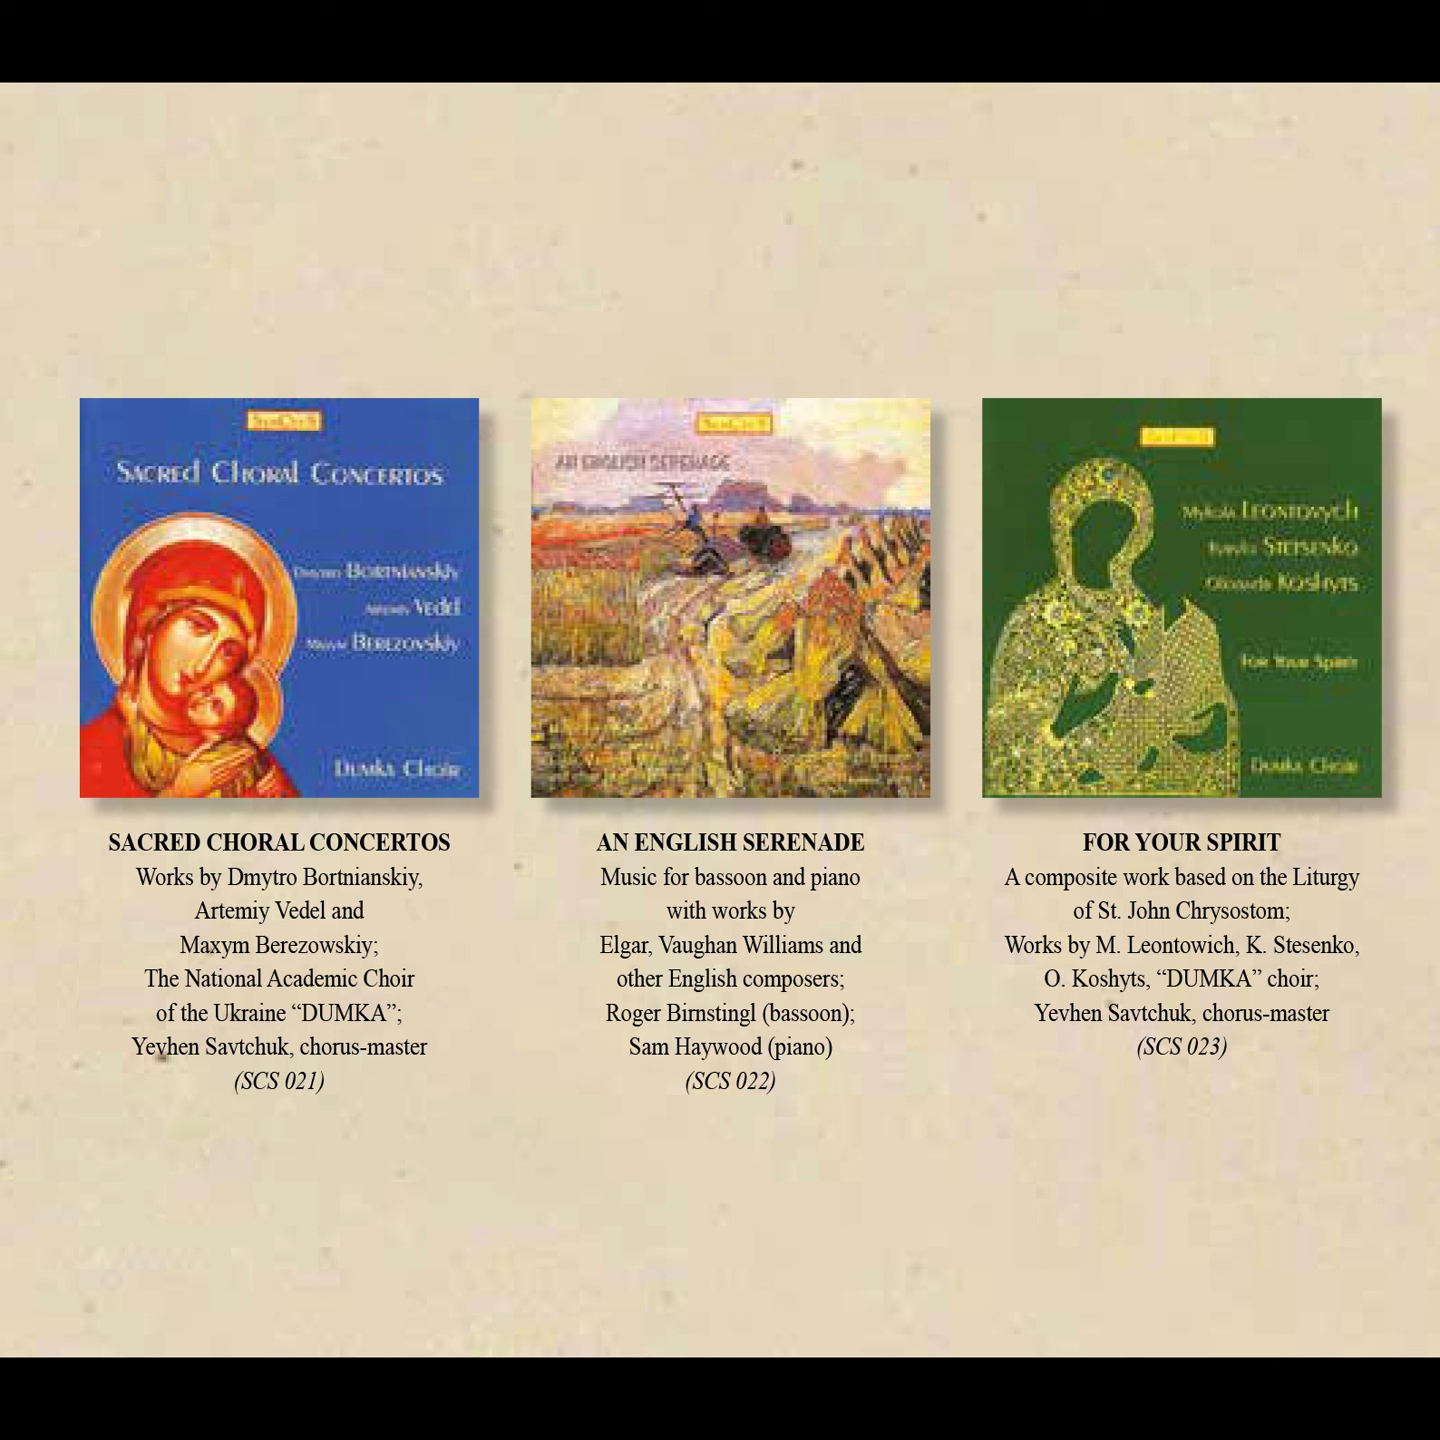 SACRED CHORAL CONCERTOS
BORTNIANSKIY
VEDEL
BEREZOVSKIY
DUMKA CHOIR
AN ENGLISH SERENADE
LEONTOVYCH
STETSENKO
KOSHYTS
FOR YOUR SPIRIT
DUMKA CHOIR
SACRED CHORAL CONCERTOS
Works by Dmytro Bortnianskiy,
Artemiy Vedel and
Maxym Berezowskiy;
The National Academic Choir
of the Ukraine “DUMKA”;
Yevhen Savtchuk, chorus-master
(SCS 021)
AN ENGLISH SERENADE
Music for bassoon and piano
with works by
Elgar, Vaughan Williams and
other English composers;
Roger Birnstingl (bassoon);
Sam Haywood (piano)
(SCS 022)
FOR YOUR SPIRIT
A composite work based on the Liturgy
of St. John Chrysostom;
Works by M. Leontowich, K. Stesenko,
O. Koshyts, “DUMKA” choir;
Yevhen Savtchuk, chorus-master
(SCS 023)